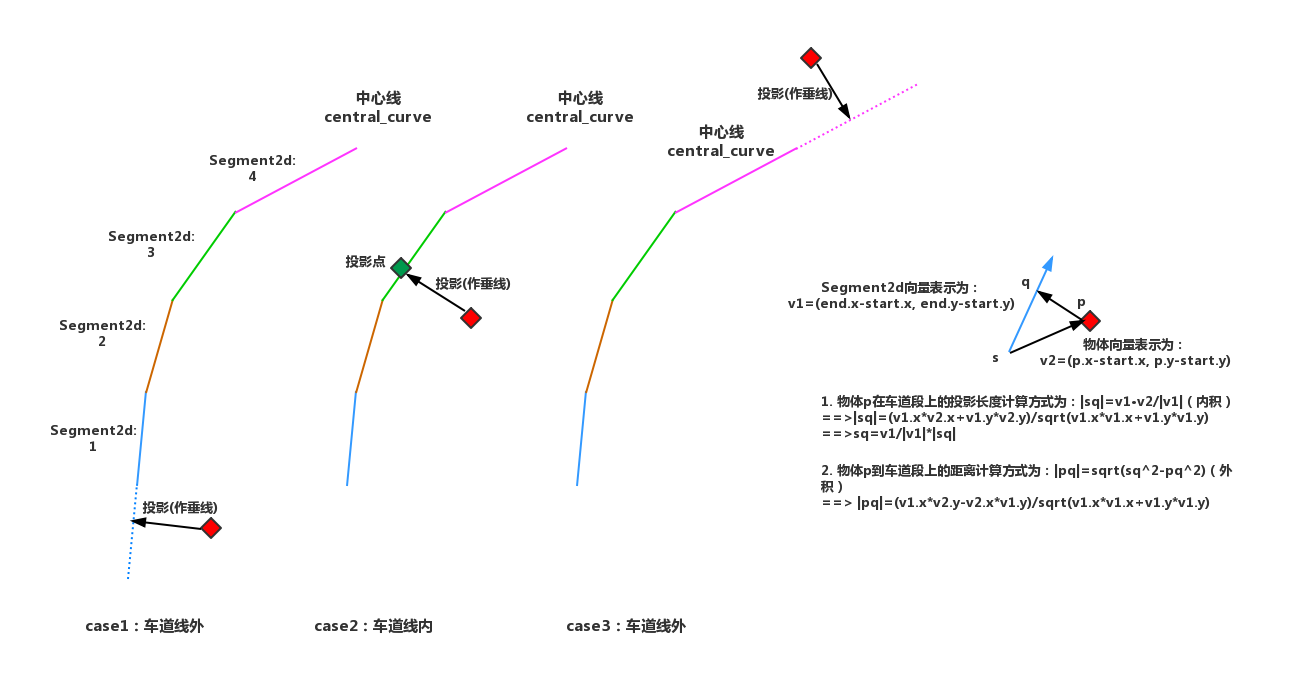 中心线
central_curve
Segment2d:
4
Segment2d:
3
Segment2d:
2
Segment2d:
1
投影(作垂线)
case1：车道线外
中心线
central_curve
投影点
投影(作垂线)
case2：车道线内
投影(作垂线)
中心线
central_curve
case3：车道线外
Segment2d向量表示为：
v1=(end.x-start.x, end.y-start.y)
q
p
s
物体向量表示为：
v2=(p.x-start.x, p.y-start.y)
1. 物体p在车道段上的投影长度计算方式为：|sq|=v1·v2/|v1|（内积）
==>|sq|=(v1.x*v2.x+v1.y*v2.y)/sqrt(v1.x*v1.x+v1.y*v1.y)
==>sq=v1/|v1|*|sq|
2. 物体p到车道段上的距离计算方式为：|pq|=sqrt(sq^2-pq^2)（外
积）
==> |pq|=(v1.x*v2.y-v2.x*v1.y)/sqrt(v1.x*v1.x+v1.y*v1.y)